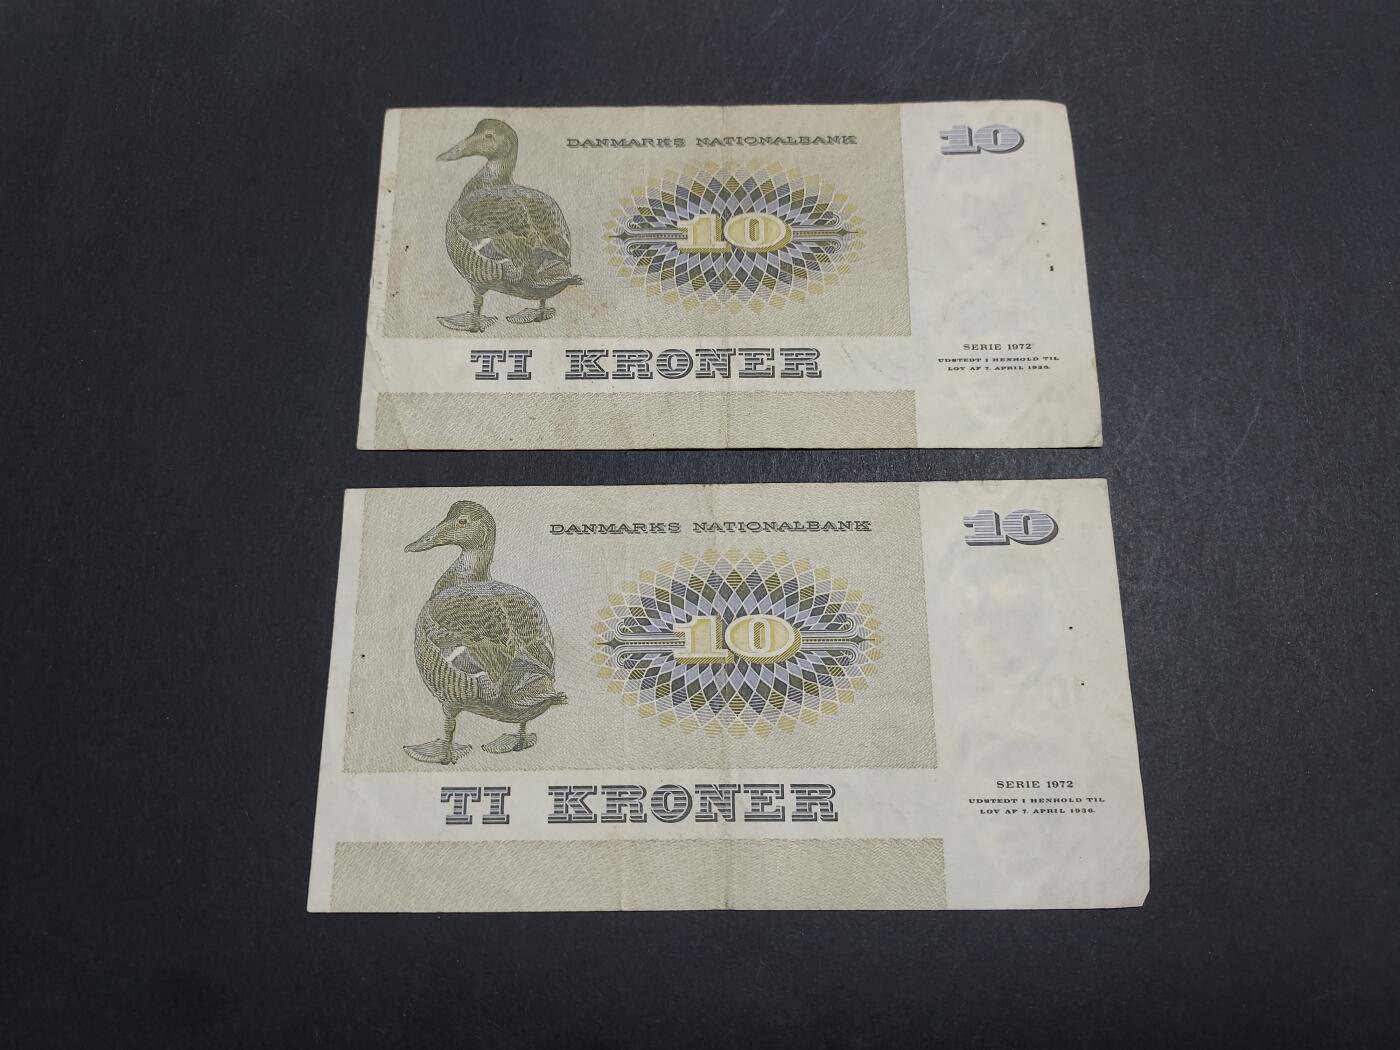 DANMARKS NATIONALBANK
10
10
TI KRONER
SERIE 1972
UDSTEDT I HENHOLD TIL
LOV AF 7. APRIL 1936.
DANMARKS NATIONALBANK
10
10
TI KRONER
SERIE 1972
UDSTEDT I HENHOLD TIL
LOV AF 7. APRIL 1936.